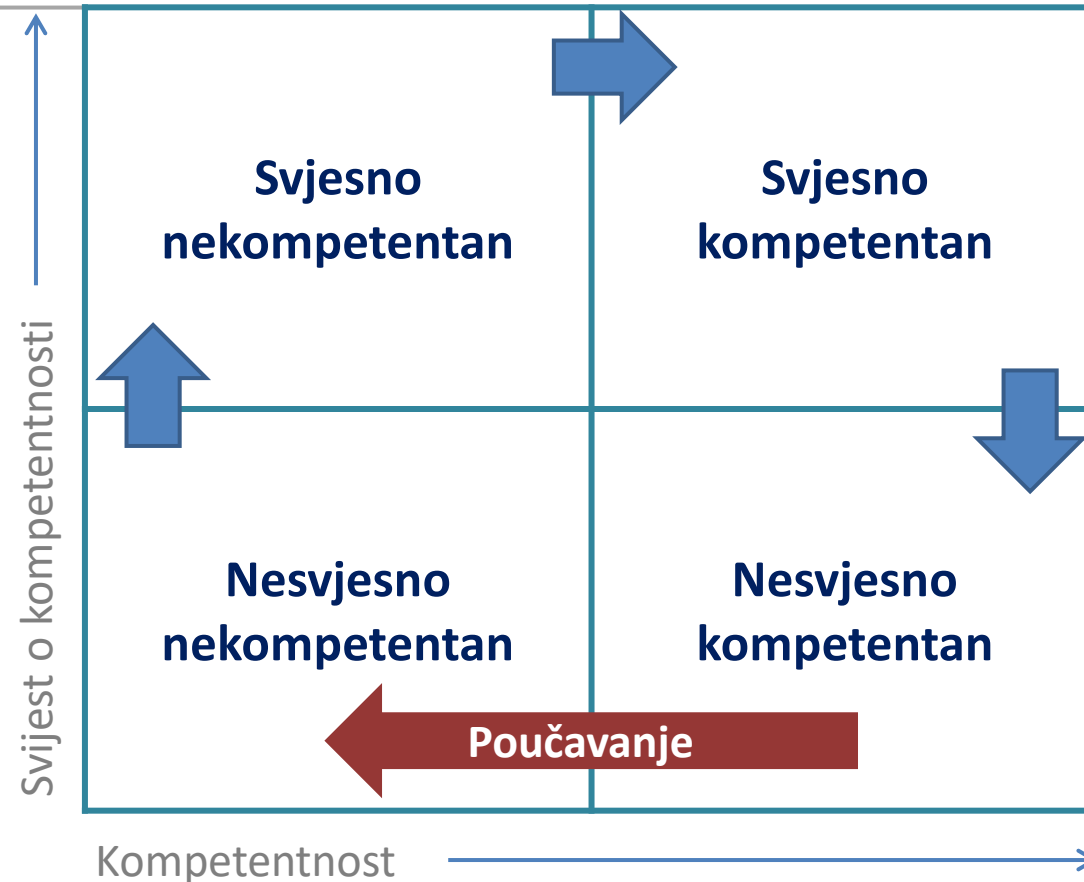 Svjesno
nekompetentan
Svjesno
kompetentan
Svijest o kompetentnosti
Nesvjesno
nekompetentan
Nesvjesno
kompetentan
Poučavanje
Kompetentnost